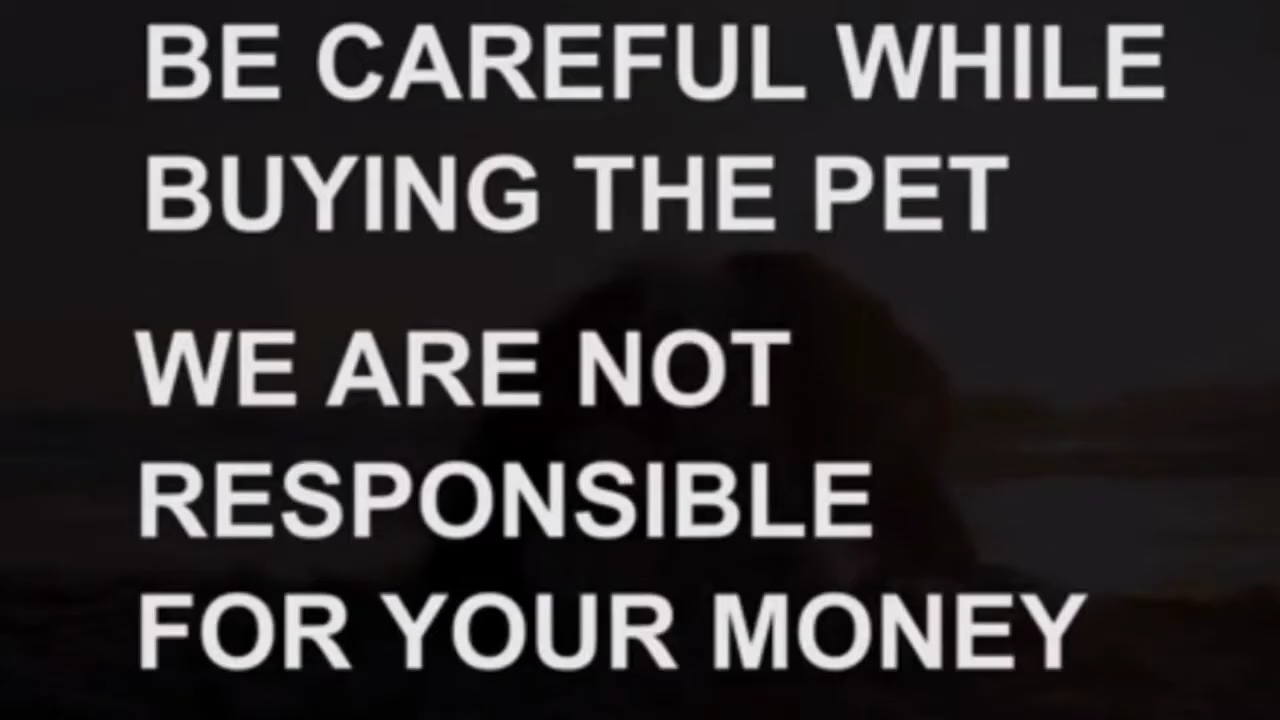 BE CAREFUL WHILE
BUYING THE PET
WE ARE NOT
RESPONSIBLE
FOR YOUR MONEY